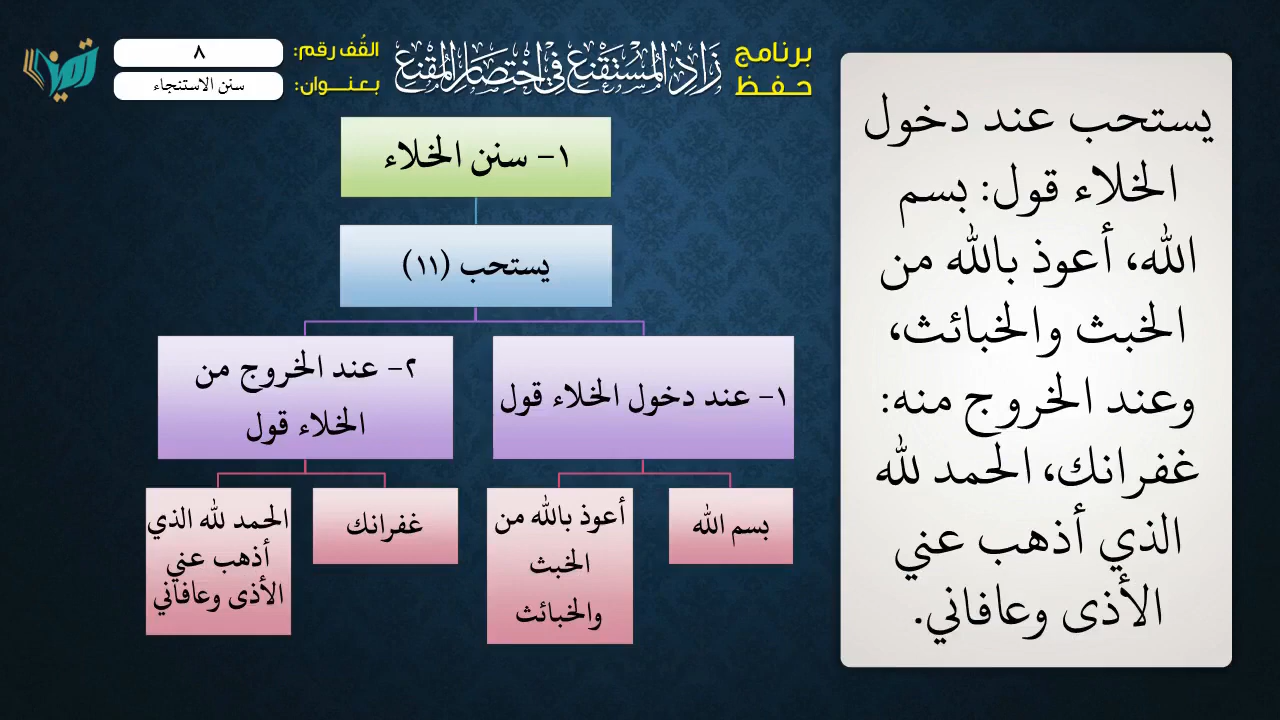 برنامج
حفظ
زاد المستقنع في اختصار المقنع
القُف رقم:
٨
بعنوان:
سنن الاستنجاء
تميز
يستحب عند دخول
الخلاء قول: بسم
الله، أعوذ بالله من
الخبث والخبائث،
وعند الخروج منه:
غفرانك، الحمد لله
الذي أذهب عني
الأذى وعافاني.
١- سنن الخلاء
يستحب (١١)
١- عند دخول الخلاء قول
٢- عند الخروج من
الخلاء قول
بسم الله
أعوذ بالله من
الخبث
والخبائث
غفرانك
الحمد لله الذي
أذهب عني
الأذى وعافاني